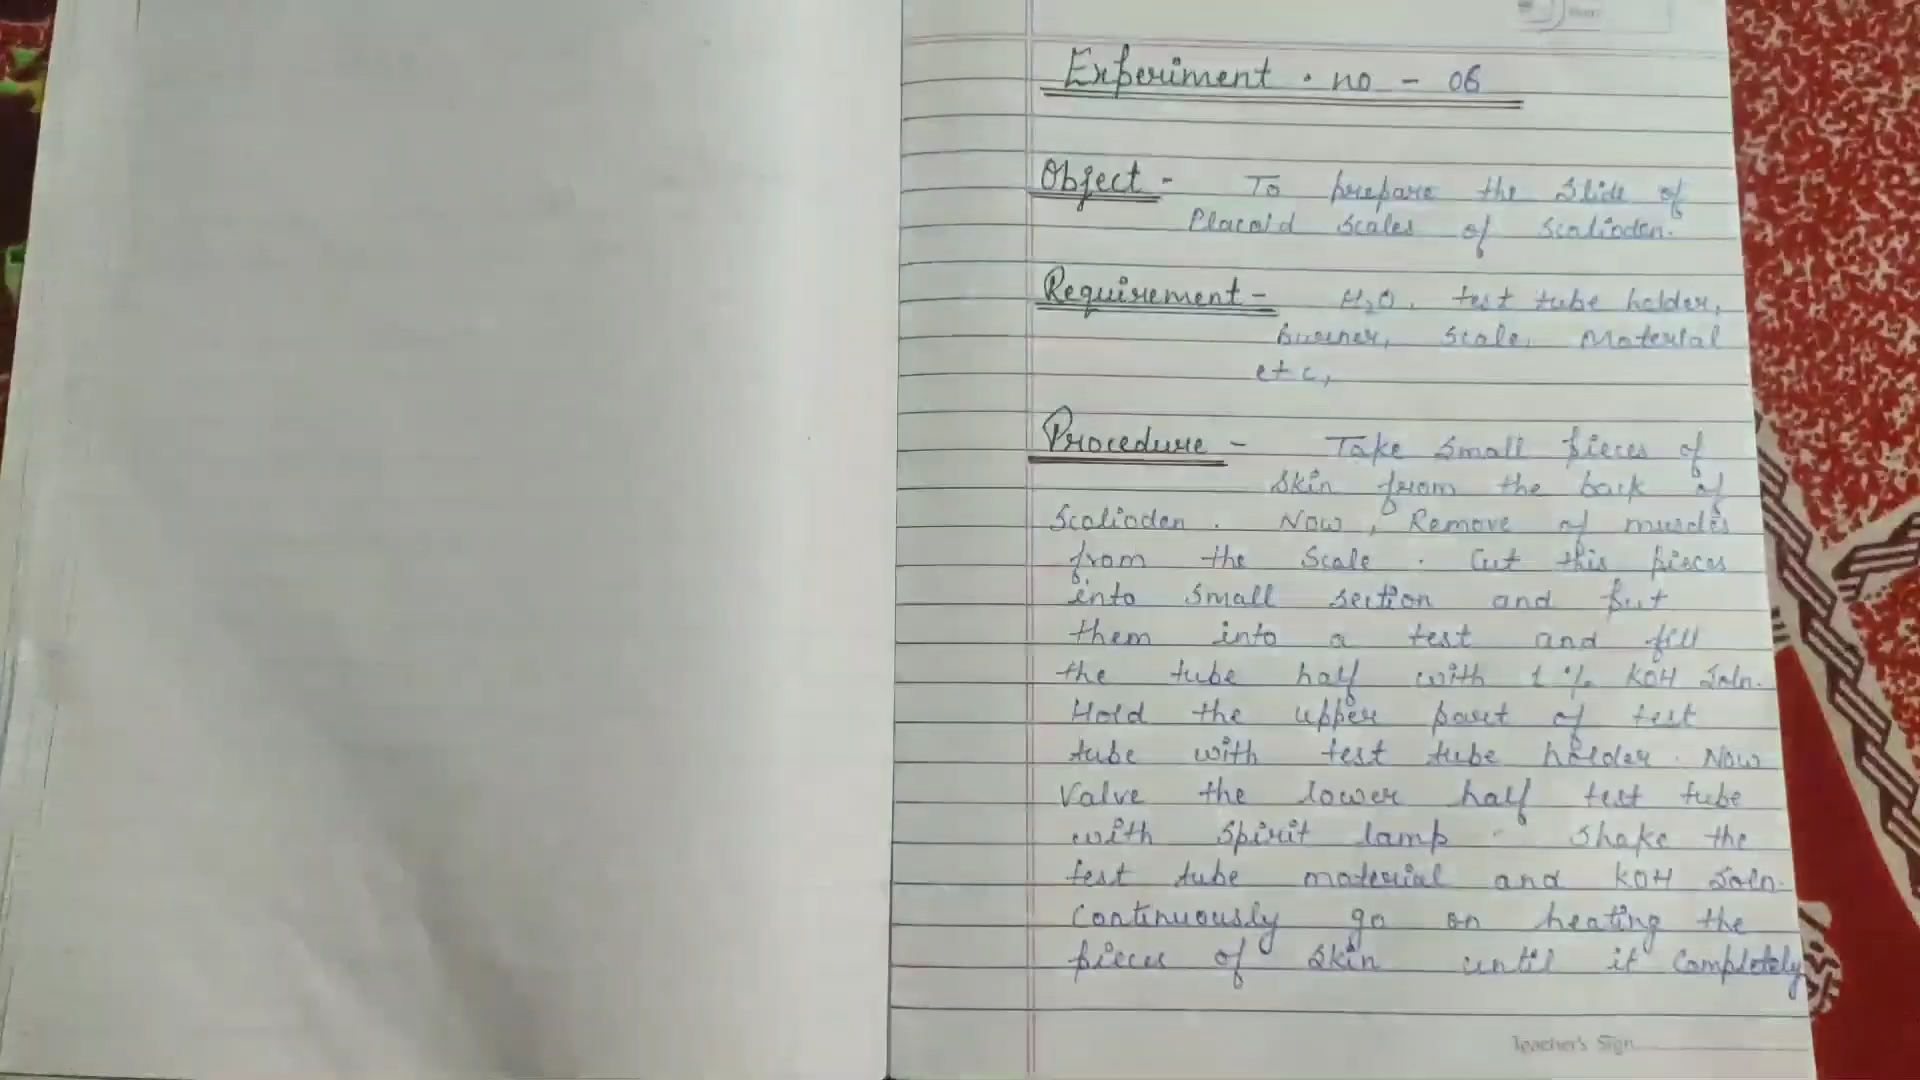 Experiment . no - 06
Object - To prepare the Slide of
Placoid Scales of Scoliodon.
Requirement - H₂O. test tube holder,
burner, Scale, Material
etc,
Procedure - Take Small pieces of
Skin from the back of
Scoliodon. Now, Remove of muscles
from the Scale. Cut this pieces
into small section and put
them into a test and fill
the tube half with 1% KOH Soln.
Hold the upper part of test
tube with test tube holder. Now
Valve the lower half test tube
with Spirit lamp. Shake the
test tube material and KOH Soln.
Continuously go on heating the
pieces of Skin until it Completely
Teacher's Sign